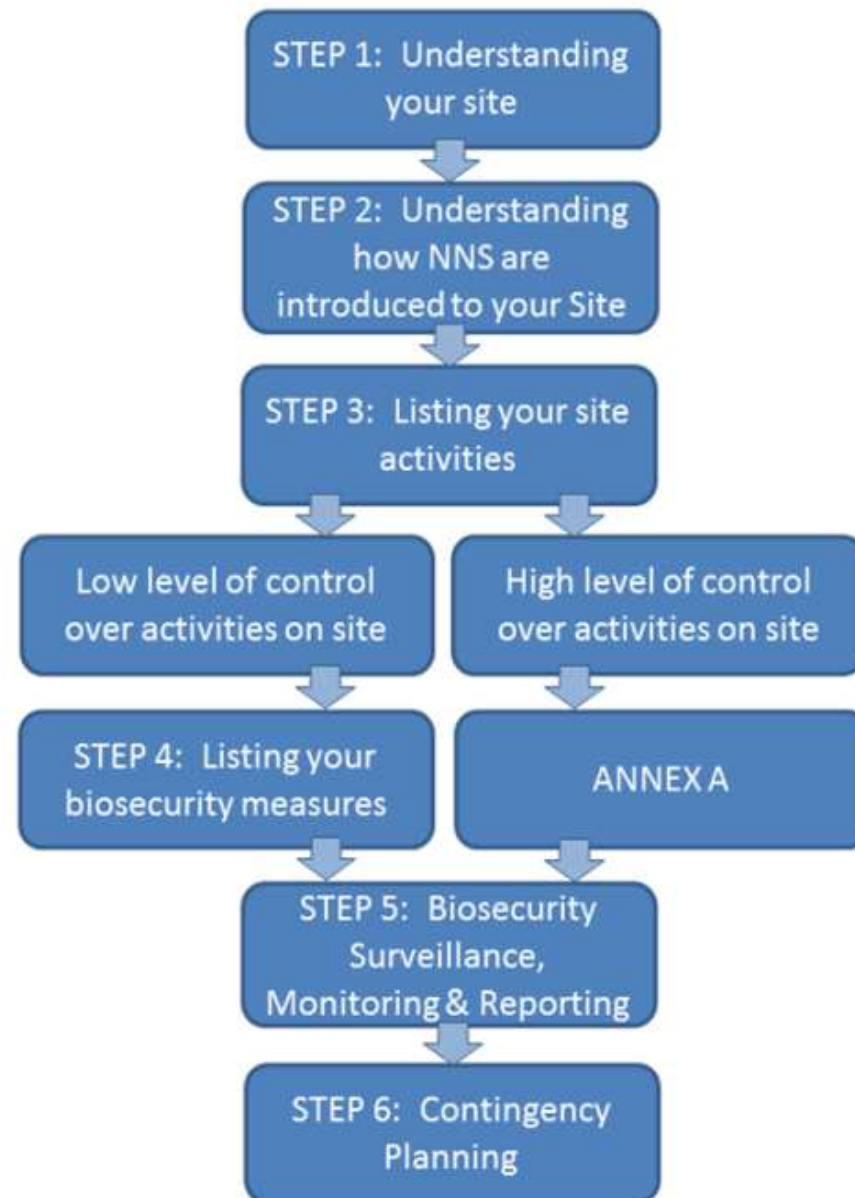 STEP 1: Understanding
your site
STEP 2: Understanding
how NNS are
introduced to your Site
STEP 3: Listing your site
activities
Low level of control
over activities on site
High level of control
over activities on site
STEP 4: Listing your
biosecurity measures
ANNEX A
STEP 5: Biosecurity
Surveillance,
Monitoring & Reporting
STEP 6: Contingency
Planning